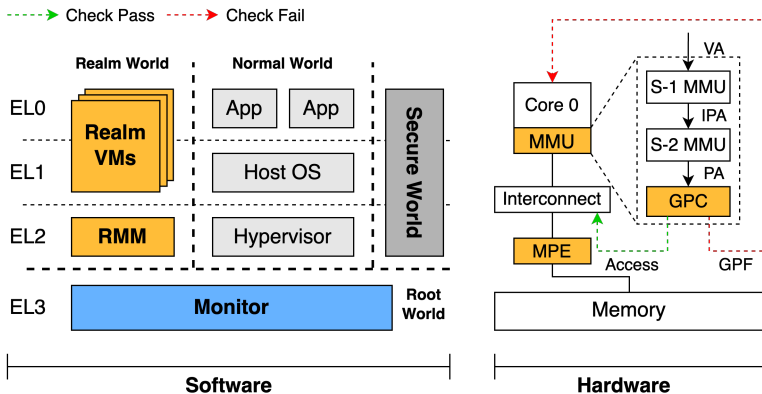 Check Pass
Check Fail
Realm World
Normal World
EL0
EL1
EL2
EL3
Realm
VMs
App
App
Host OS
RMM
Hypervisor
Secure World
Monitor
Root
World
Software
VA
Core 0
MMU
S-1 MMU
IPA
S-2 MMU
PA
GPC
Interconnect
MPE
Access
GPF
Memory
Hardware